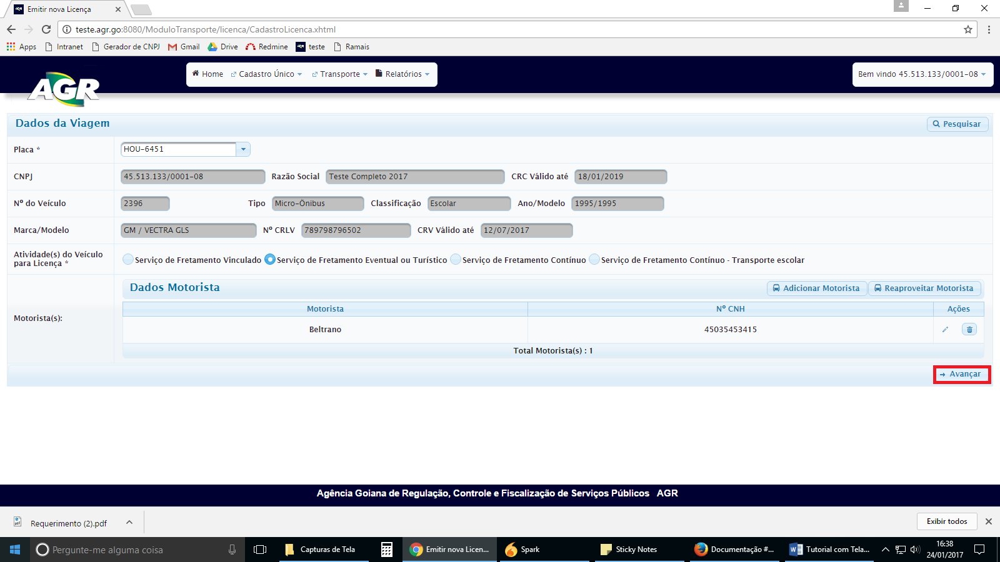 AGR Emitir nova Licença
teste.agr.go:8080/ModuloTransporte/licenca/CadastroLicenca.xhtml
Apps Intranet Gerador de CNPJ Gmail Drive Redmine AGR teste Ramais
AGR
Home Cadastro Único Transporte Relatórios Bem vindo 45.513.133/0001-08
Dados da Viagem Pesquisar
Placa * HOU-6451
CNPJ 45.513.133/0001-08 Razão Social Teste Completo 2017 CRC Válido até 18/01/2019
Nº do Veículo 2396 Tipo Micro-Ônibus Classificação Escolar Ano/Modelo 1995/1995
Marca/Modelo GM / VECTRA GLS Nº CRLV 789798796502 CRV Válido até 12/07/2017
Atividade(s) do Veículo
para Licença *
Serviço de Fretamento Vinculado Serviço de Fretamento Eventual ou Turístico Serviço de Fretamento Contínuo Serviço de Fretamento Contínuo - Transporte escolar
Dados Motorista Adicionar Motorista Reaproveitar Motorista
Motorista(s):
Motorista Nº CNH Ações
Beltrano 45035453415
Total Motorista(s) : 1
Avançar
Agência Goiana de Regulação, Controle e Fiscalização de Serviços Públicos AGR
Requerimento (2).pdf Exibir todos
Pergunte-me alguma coisa Capturas de Tela Emitir nova Licen... Spark Sticky Notes Documentação #... Tutorial com Tela... 16:38
24/01/2017